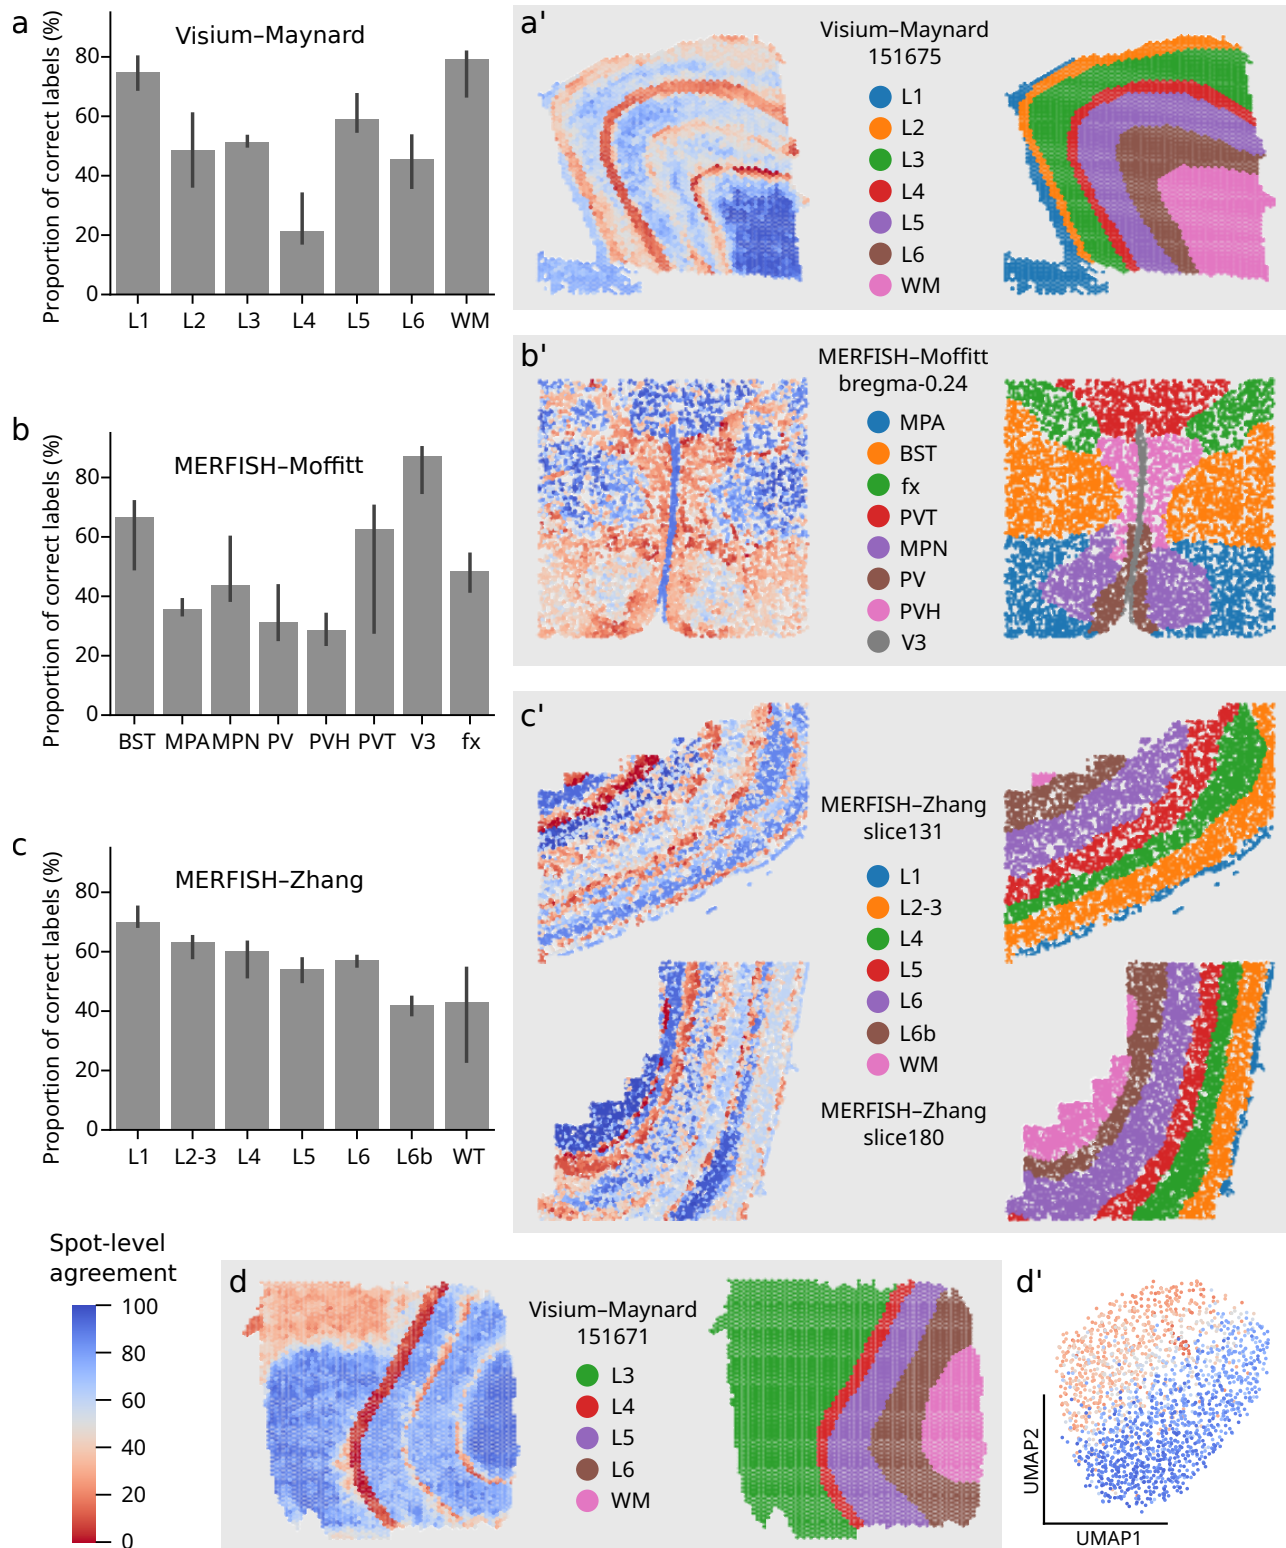 a
Visium–Maynard
Proportion of correct labels (%)
80
60
40
20
0
L1 L2 L3 L4 L5 L6 WM
a'
Visium–Maynard
151675
L1
L2
L3
L4
L5
L6
WM
b
MERFISH–Moffitt
Proportion of correct labels (%)
80
60
40
20
0
BST MPA MPN PV PVH PVT V3 fx
b'
MERFISH–Moffitt
bregma-0.24
MPA
BST
fx
PVT
MPN
PV
PVH
V3
c
MERFISH–Zhang
Proportion of correct labels (%)
80
60
40
20
0
L1 L2-3 L4 L5 L6 L6b WT
c'
MERFISH–Zhang
slice131
L1
L2-3
L4
L5
L6
L6b
WM
MERFISH–Zhang
slice180
Spot-level
agreement
100
80
60
40
20
0
d
Visium–Maynard
151671
L3
L4
L5
L6
WM
d'
UMAP2
UMAP1